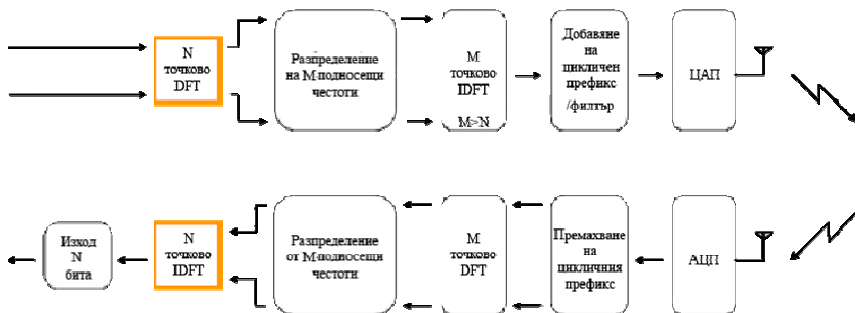 N
точково
DFT
Разпределение
на M-подносещи
честоти
M
точково
IDFT
M>N
Добавяне
на
цикличен
префикс
/филтър
ЦАП
Изход
N
бита
N
точково
IDFT
Разпределение
от M-подносещи
честоти
M
точково
DFT
Премахване
на
цикличния
префикс
АЦП